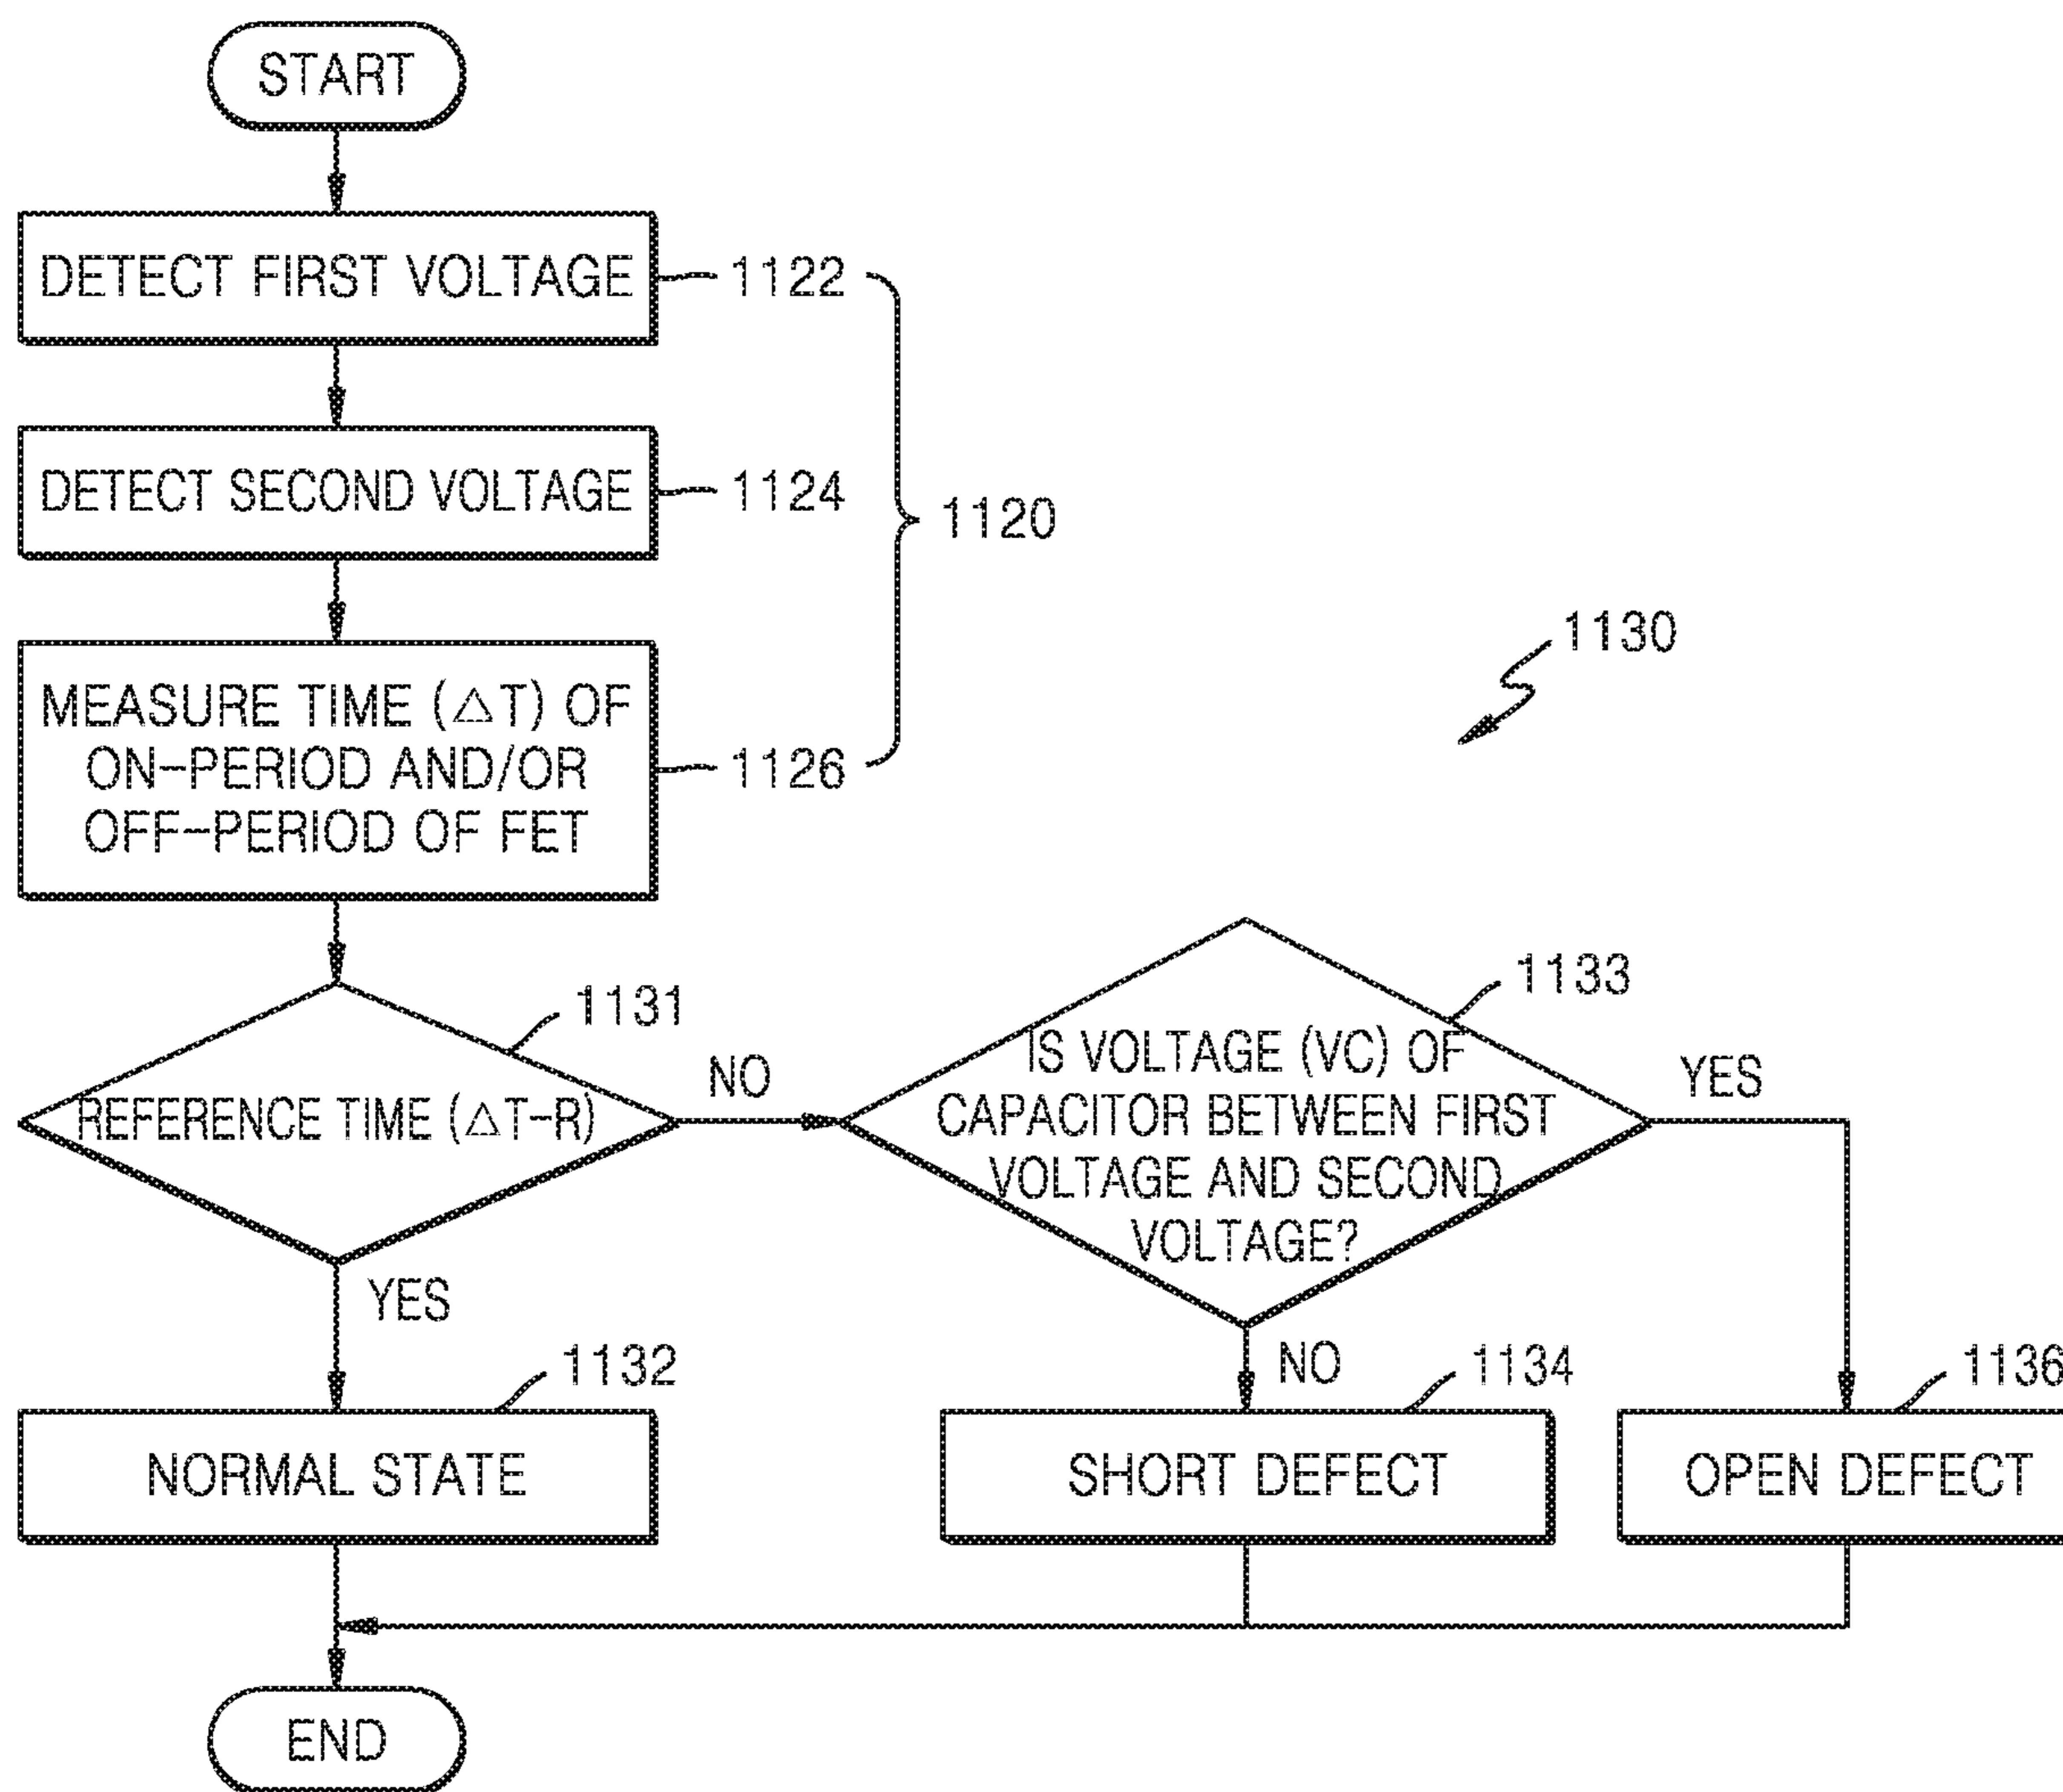 START
DETECT FIRST VOLTAGE
1122
DETECT SECOND VOLTAGE
1124
1120
MEASURE TIME (△T) OF
ON-PERIOD AND/OR
OFF-PERIOD OF FET
1126
1130
REFERENCE TIME (△T-R)
1131
NO
YES
IS VOLTAGE (VC) OF
CAPACITOR BETWEEN FIRST
VOLTAGE AND SECOND
VOLTAGE?
1133
YES
NO
1132
NORMAL STATE
1134
SHORT DEFECT
1136
OPEN DEFECT
END